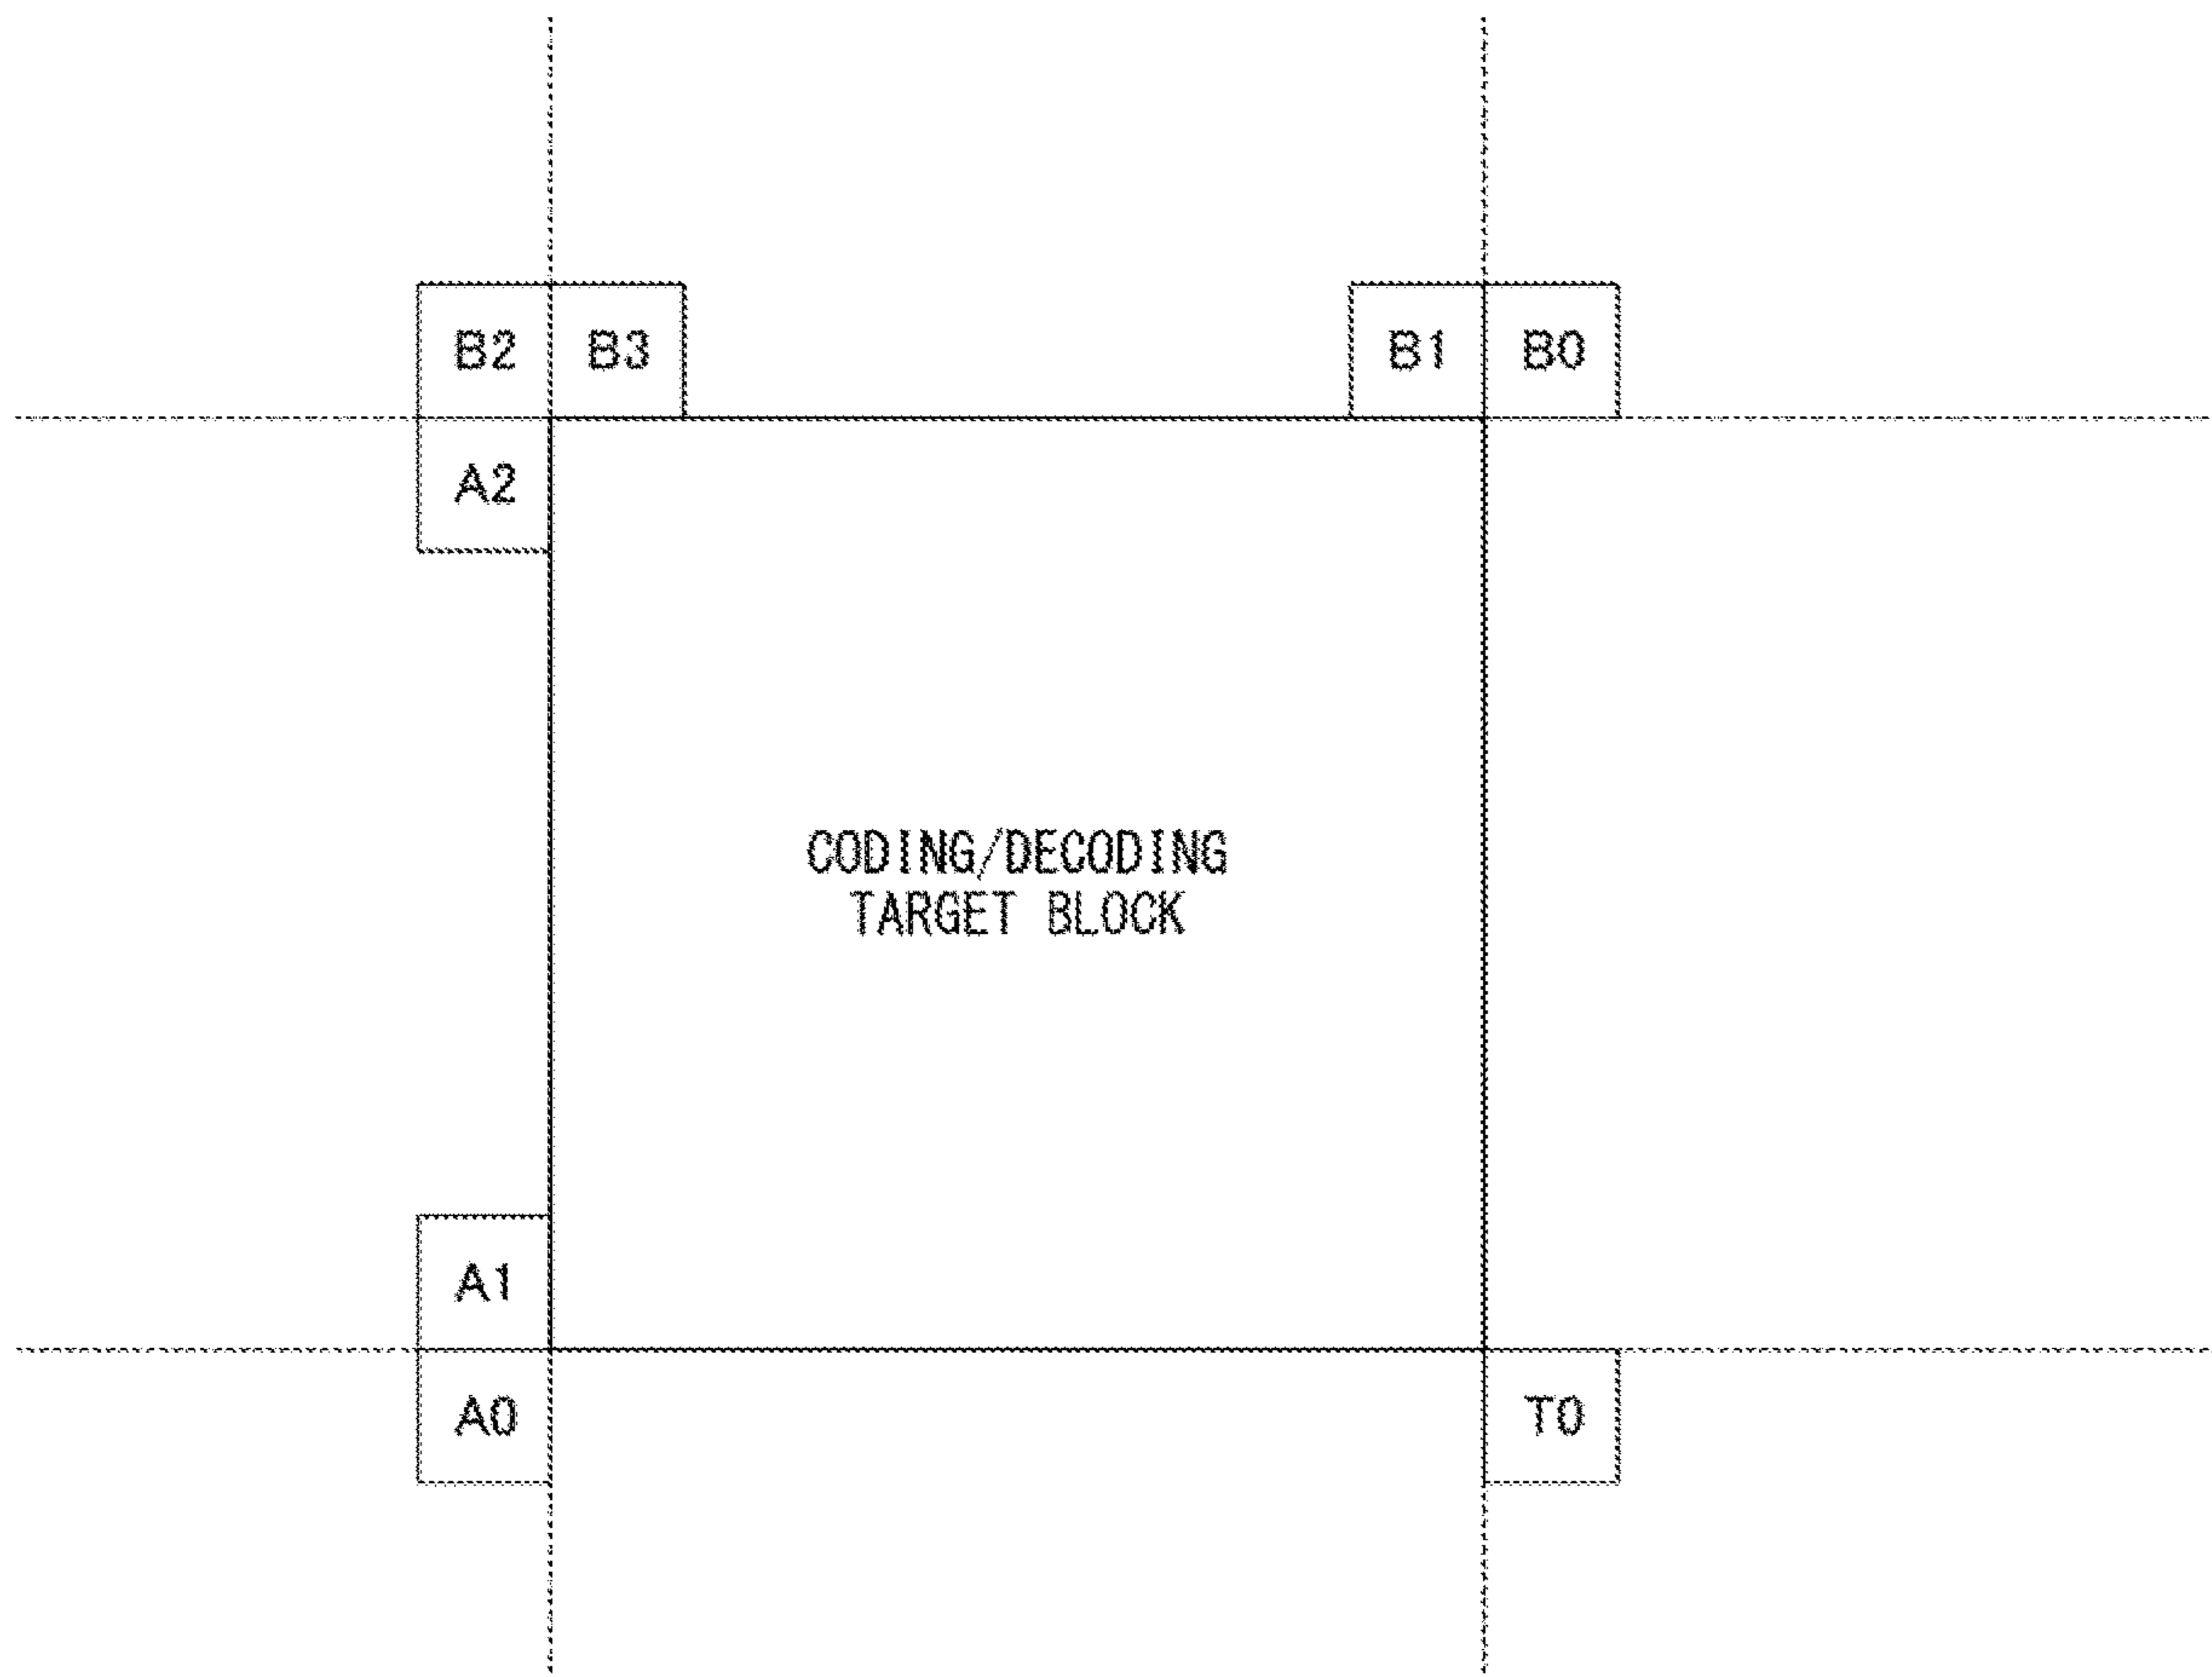 B2 B3 B1 B0
A2
CODING/DECODING
TARGET BLOCK
A1
A0 T0